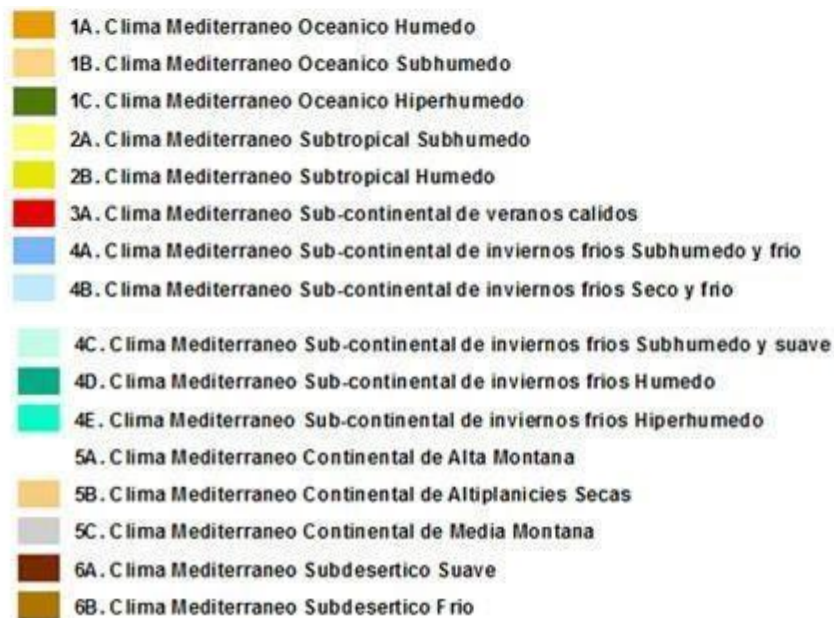 1A. Clima Mediterraneo Oceanico Humedo
1B. Clima Mediterraneo Oceanico Subhumedo
1C. Clima Mediterraneo Oceanico Hiperhumedo
2A. Clima Mediterraneo Subtropical Subhumedo
2B. Clima Mediterraneo Subtropical Humedo
3A. Clima Mediterraneo Sub-continental de veranos calidos
4A. Clima Mediterraneo Sub-continental de inviernos frios Subhumedo y frio
4B. Clima Mediterraneo Sub-continental de inviernos frios Seco y frio
4C. Clima Mediterraneo Sub-continental de inviernos frios Subhumedo y suave
4D. Clima Mediterraneo Sub-continental de inviernos frios Humedo
4E. Clima Mediterraneo Sub-continental de inviernos frios Hiperhumedo
5A. Clima Mediterraneo Continental de Alta Montana
5B. Clima Mediterraneo Continental de Altiplanicies Secas
5C. Clima Mediterraneo Continental de Media Montana
6A. Clima Mediterraneo Subdesertico Suave
6B. Clima Mediterraneo Subdesertico Frio